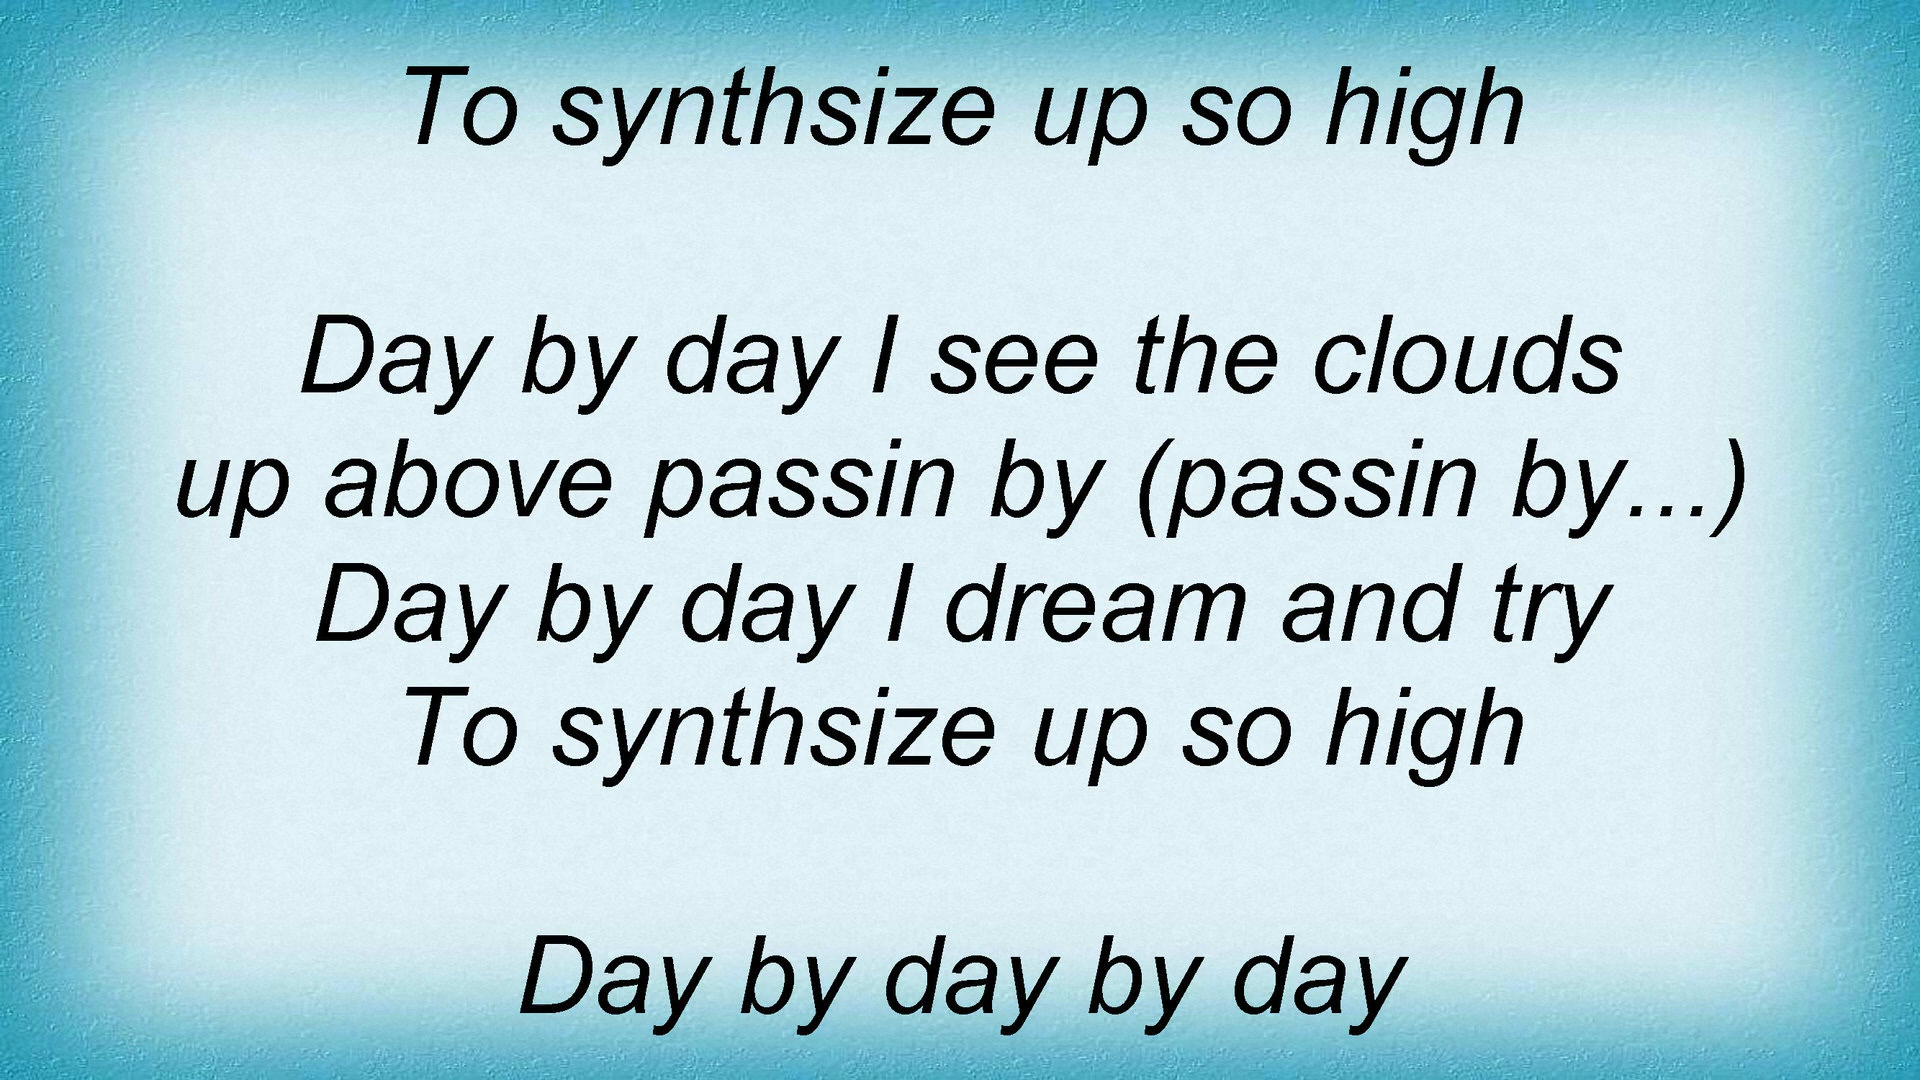 To synthsize up so high
Day by day I see the clouds
up above passin by (passin by...)
Day by day I dream and try
To synthsize up so high
Day by day by day